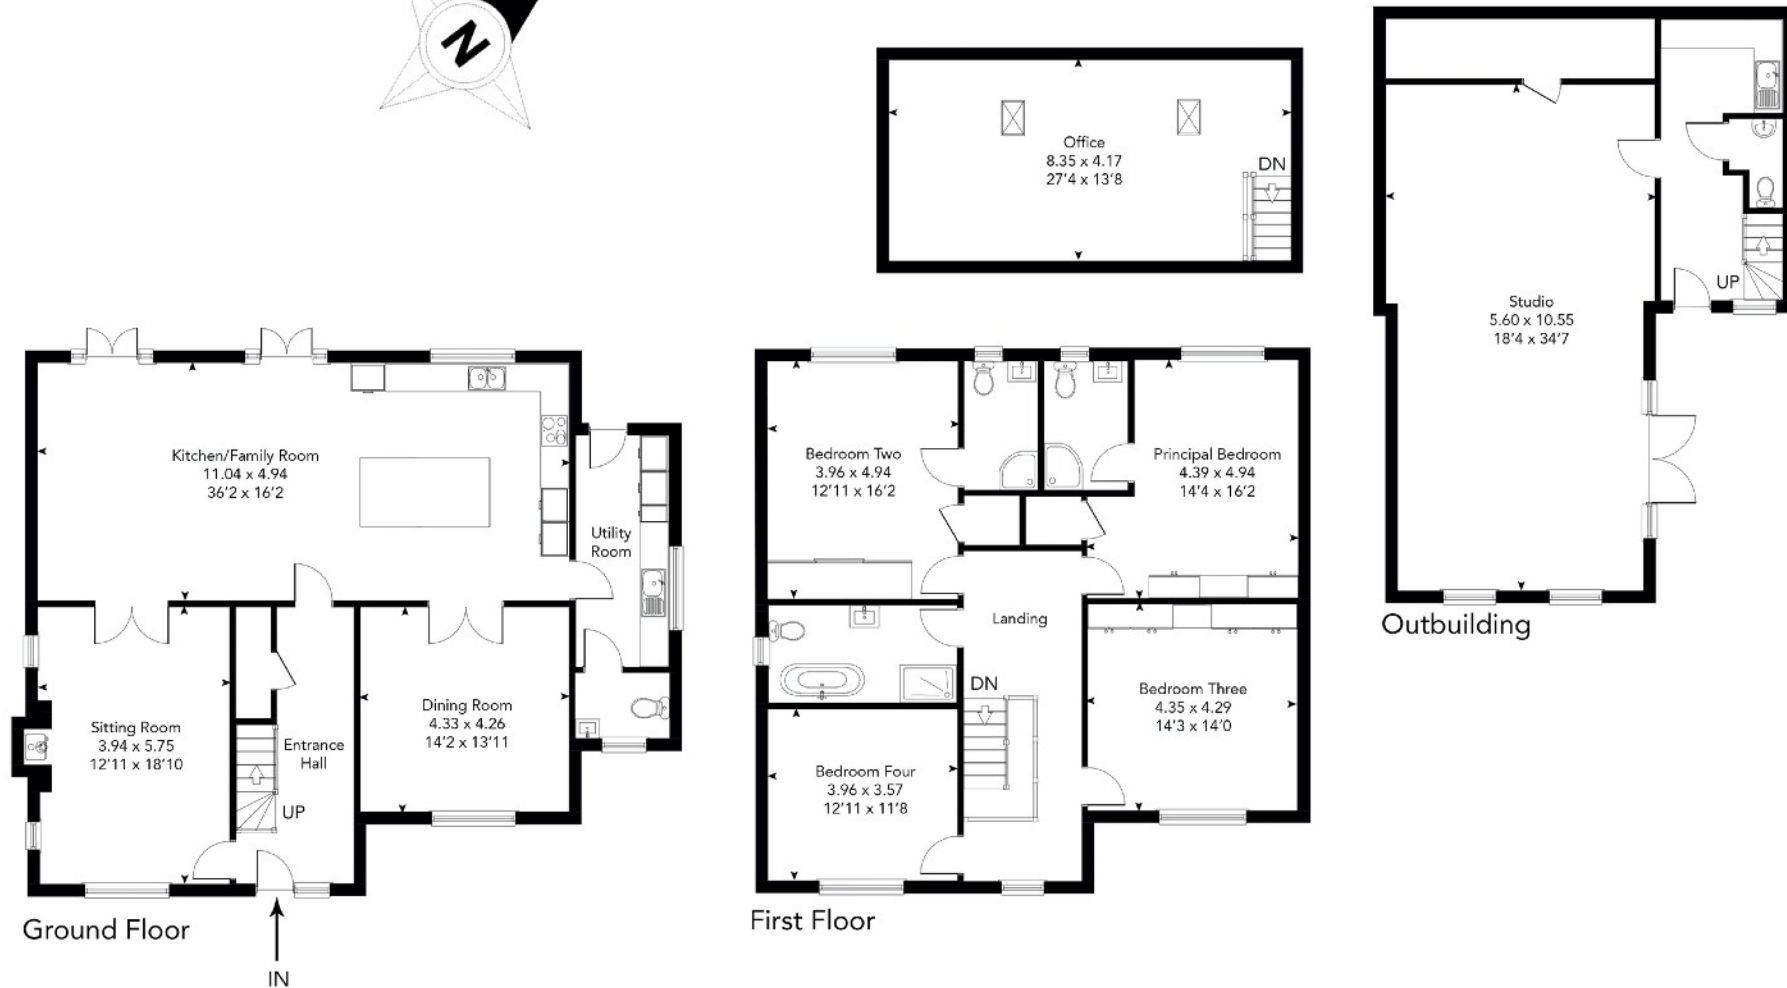 N
Office
8.35 x 4.17
27'4 x 13'8
DN
Studio
5.60 x 10.55
18'4 x 34'7
UP
Outbuilding
Kitchen/Family Room
11.04 x 4.94
36'2 x 16'2
Utility
Room
Sitting Room
3.94 x 5.75
12'11 x 18'10
Entrance
Hall
UP
Dining Room
4.33 x 4.26
14'2 x 13'11
Ground Floor
IN
Bedroom Two
3.96 x 4.94
12'11 x 16'2
Principal Bedroom
4.39 x 4.94
14'4 x 16'2
Landing
DN
Bedroom Three
4.35 x 4.29
14'3 x 14'0
Bedroom Four
3.96 x 3.57
12'11 x 11'8
First Floor